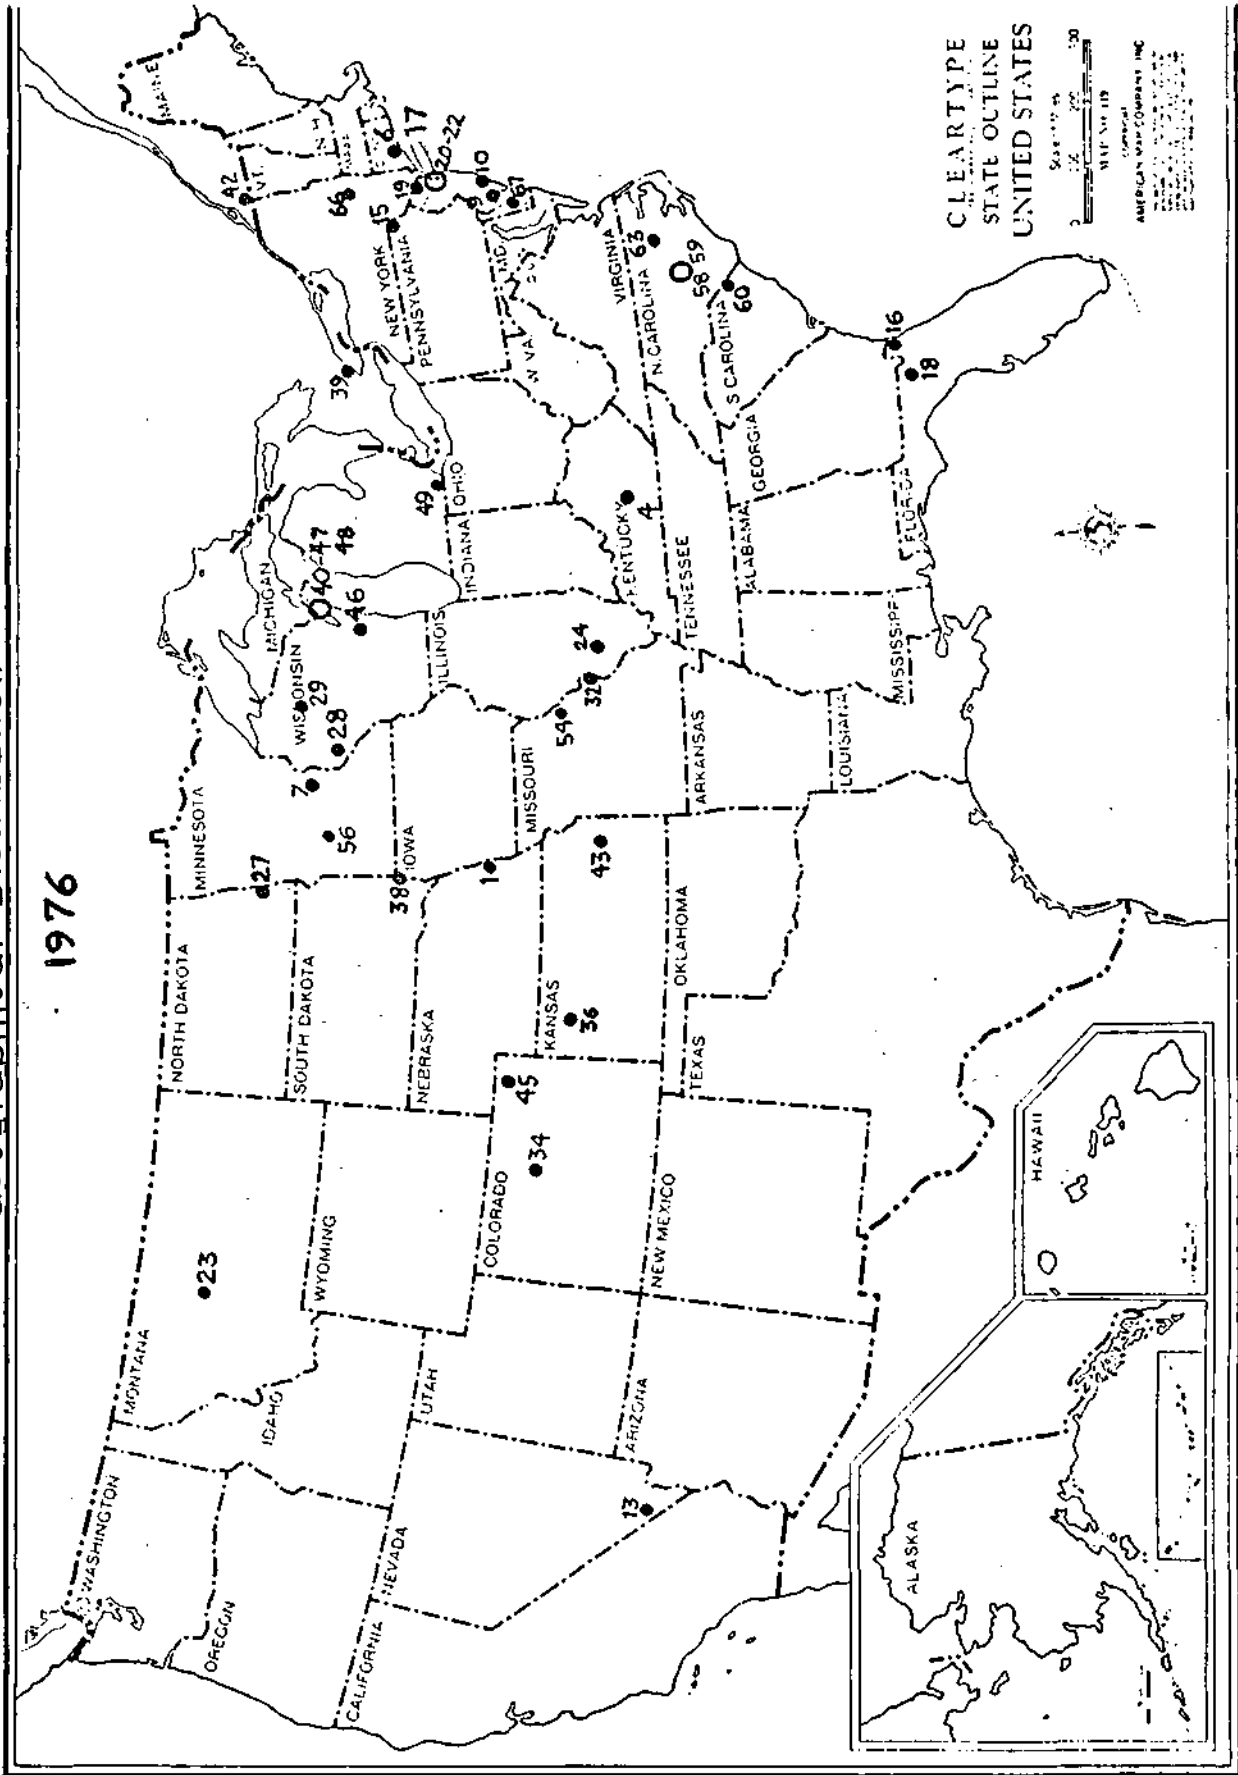 1976
WASHINGTON
MONTANA
NORTH DAKOTA
MINNESOTA
MICHIGAN
MAINE
OREGON
IDAHO
WYOMING
SOUTH DAKOTA
WISCONSIN
VT.
N H
MASS
CALIFORNIA
NEVADA
UTAH
COLORADO
NEBRASKA
IOWA
ILLINOIS
INDIANA
OHIO
NEW YORK
PENNSYLVANIA
MD.
ARIZONA
NEW MEXICO
KANSAS
MISSOURI
KENTUCKY
W VA.
VIRGINIA
TEXAS
OKLAHOMA
ARKANSAS
TENNESSEE
N. CAROLINA
S CAROLINA
LOUISIANA
MISSISSIPPI
ALABAMA
GEORGIA
FLORIDA
ALASKA
HAWAII
23
27
7
56
28
29
40-47
48
46
39
42
66
6
17
15
19
20-22
10
9
67
49
38
1
34
45
36
43
54
32
24
4
63
58 59
60
16
18
13
CLEARTYPE
STATE OUTLINE
UNITED STATES
COPYRIGHT
AMERICAN MAP COMPANY INC